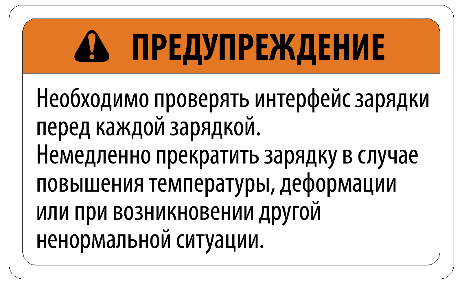 ПРЕДУПРЕЖДЕНИЕ
Необходимо проверять интерфейс зарядки
перед каждой зарядкой.
Немедленно прекратить зарядку в случае
повышения температуры, деформации
или при возникновении другой
ненормальной ситуации.